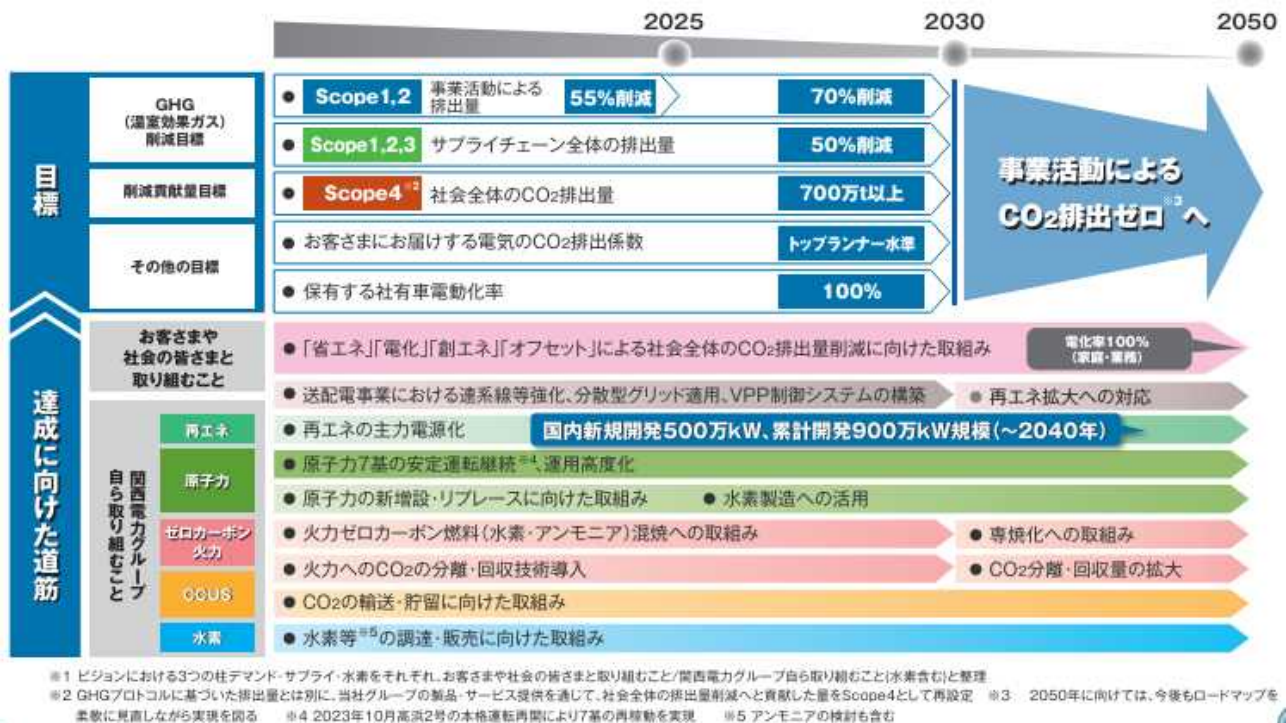 2025 2030 2050
目標
GHG
(温室効果ガス)
削減目標
● Scope1,2 事業活動による
排出量 55%削減 70%削減
● Scope1,2,3 サプライチェーン全体の排出量 50%削減
削減貢献量目標
● Scope4※2 社会全体のCO2排出量 700万t以上
その他の目標
● お客さまにお届けする電気のCO2排出係数 トップランナー水準
● 保有する社有車電動化率 100%
事業活動による
CO2排出ゼロ※3へ
達成に向けた道筋
お客さまや
社会の皆さまと
取り組むこと
● 「省エネ」「電化」「創エネ」「オフセット」による社会全体のCO2排出量削減に向けた取組み
電化率100%
(家庭・業務)
関西電力グループ
自ら取り組むこと
● 送配電事業における連系線等強化、分散型グリッド適用、VPP制御システムの構築 ● 再エネ拡大への対応
再エネ
● 再エネの主力電源化 国内新規開発500万kW、累計開発900万kW規模(~2040年)
原子力
● 原子力7基の安定運転継続※4、運用高度化
● 原子力の新増設・リプレースに向けた取組み ● 水素製造への活用
ゼロカーボン
火力
● 火力ゼロカーボン燃料(水素・アンモニア)混焼への取組み ● 専焼化への取組み
● 火力へのCO2の分離・回収技術導入 ● CO2分離・回収量の拡大
CCUS
● CO2の輸送・貯留に向けた取組み
水素
● 水素等※5の調達・販売に向けた取組み
※1 ビジョンにおける3つの柱デマンド・サプライ・水素をそれぞれ、お客さまや社会の皆さまと取り組むこと/関西電力グループ自ら取り組むこと(水素含む)と整理
※2 GHGプロトコルに基づいた排出量とは別に、当社グループの製品・サービス提供を通じて、社会全体の排出量削減へと貢献した量をScope4として再設定 ※3 2050年に向けては、今後もロードマップを
柔軟に見直しながら実現を図る ※4 2023年10月高浜2号の本格運転再開により7基の再稼動を実現 ※5 アンモニアの検討も含む